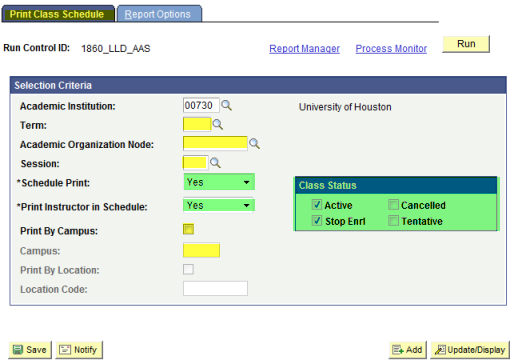 Print Class Schedule Report Options
Run Control ID: 1860_LLD_AAS Report Manager Process Monitor Run
Selection Criteria
Academic Institution: 00730 University of Houston
Term:
Academic Organization Node:
Session:
*Schedule Print: Yes
Class Status
*Print Instructor in Schedule: Yes
Active Cancelled
Stop Enrl Tentative
Print By Campus:
Campus:
Print By Location:
Location Code:
Save Notify Add Update/Display